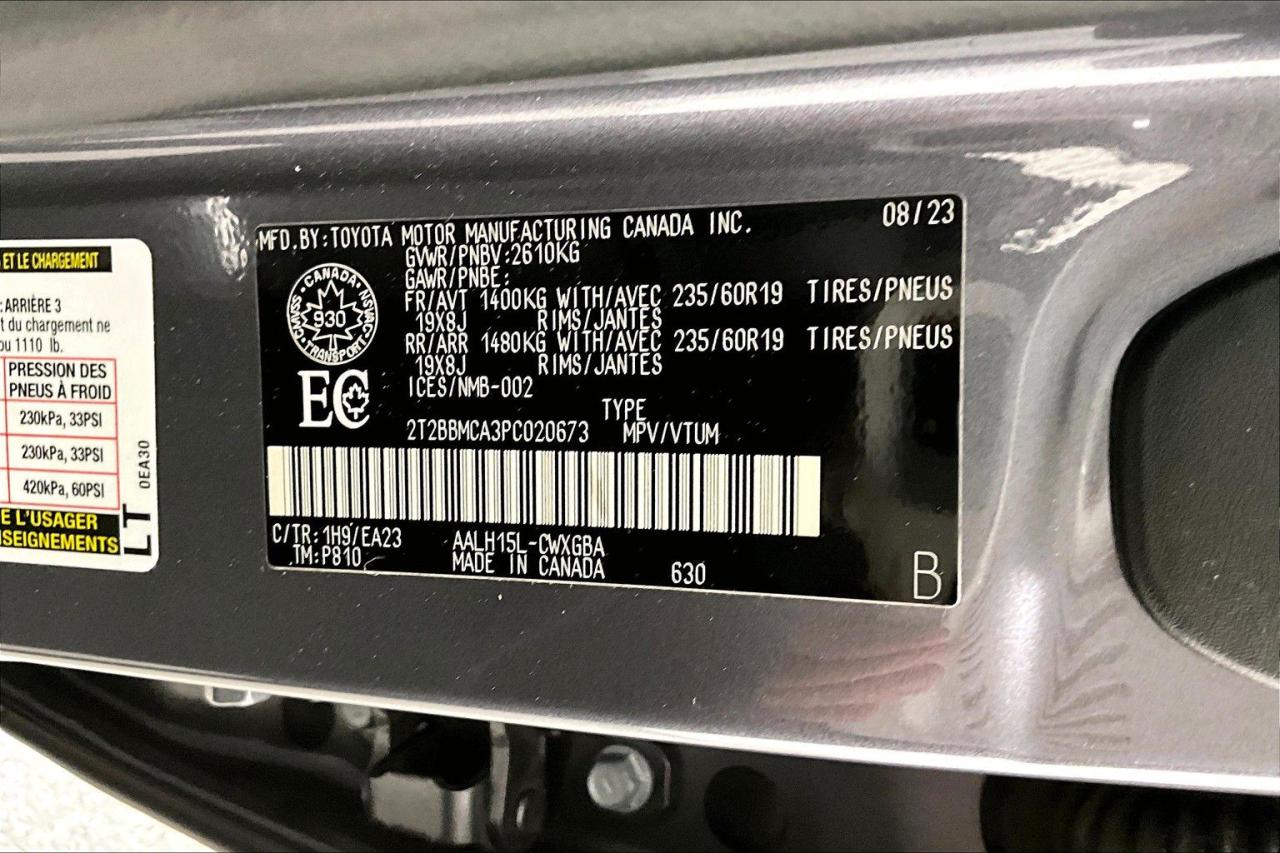 ET LE CHARGEMENT
: ARRIÈRE 3
t du chargement ne
ou 1110 lb.
PRESSION DES
PNEUS À FROID
230kPa, 33PSI
230kPa, 33PSI
420kPa, 60PSI
E L'USAGER
NSEIGNEMENTS
LT
0EA30
MFD.BY:TOYOTA MOTOR MANUFACTURING CANADA INC. 08/23
GVWR/PNBV:2610KG
GAWR/PNBE:
FR/AVT 1400KG WITH/AVEC 235/60R19 TIRES/PNEUS
19X8J RIMS/JANTES
RR/ARR 1480KG WITH/AVEC 235/60R19 TIRES/PNEUS
19X8J RIMS/JANTES
ICES/NMB-002
CANADA
CMVSS
930
NSVAC
TRANSPORT
EC
TYPE
2T2BBMCA3PC020673 MPV/VTUM
C/TR: 1H9/EA23 AALH15L-CWXGBA
TM:P810 MADE IN CANADA 630
B